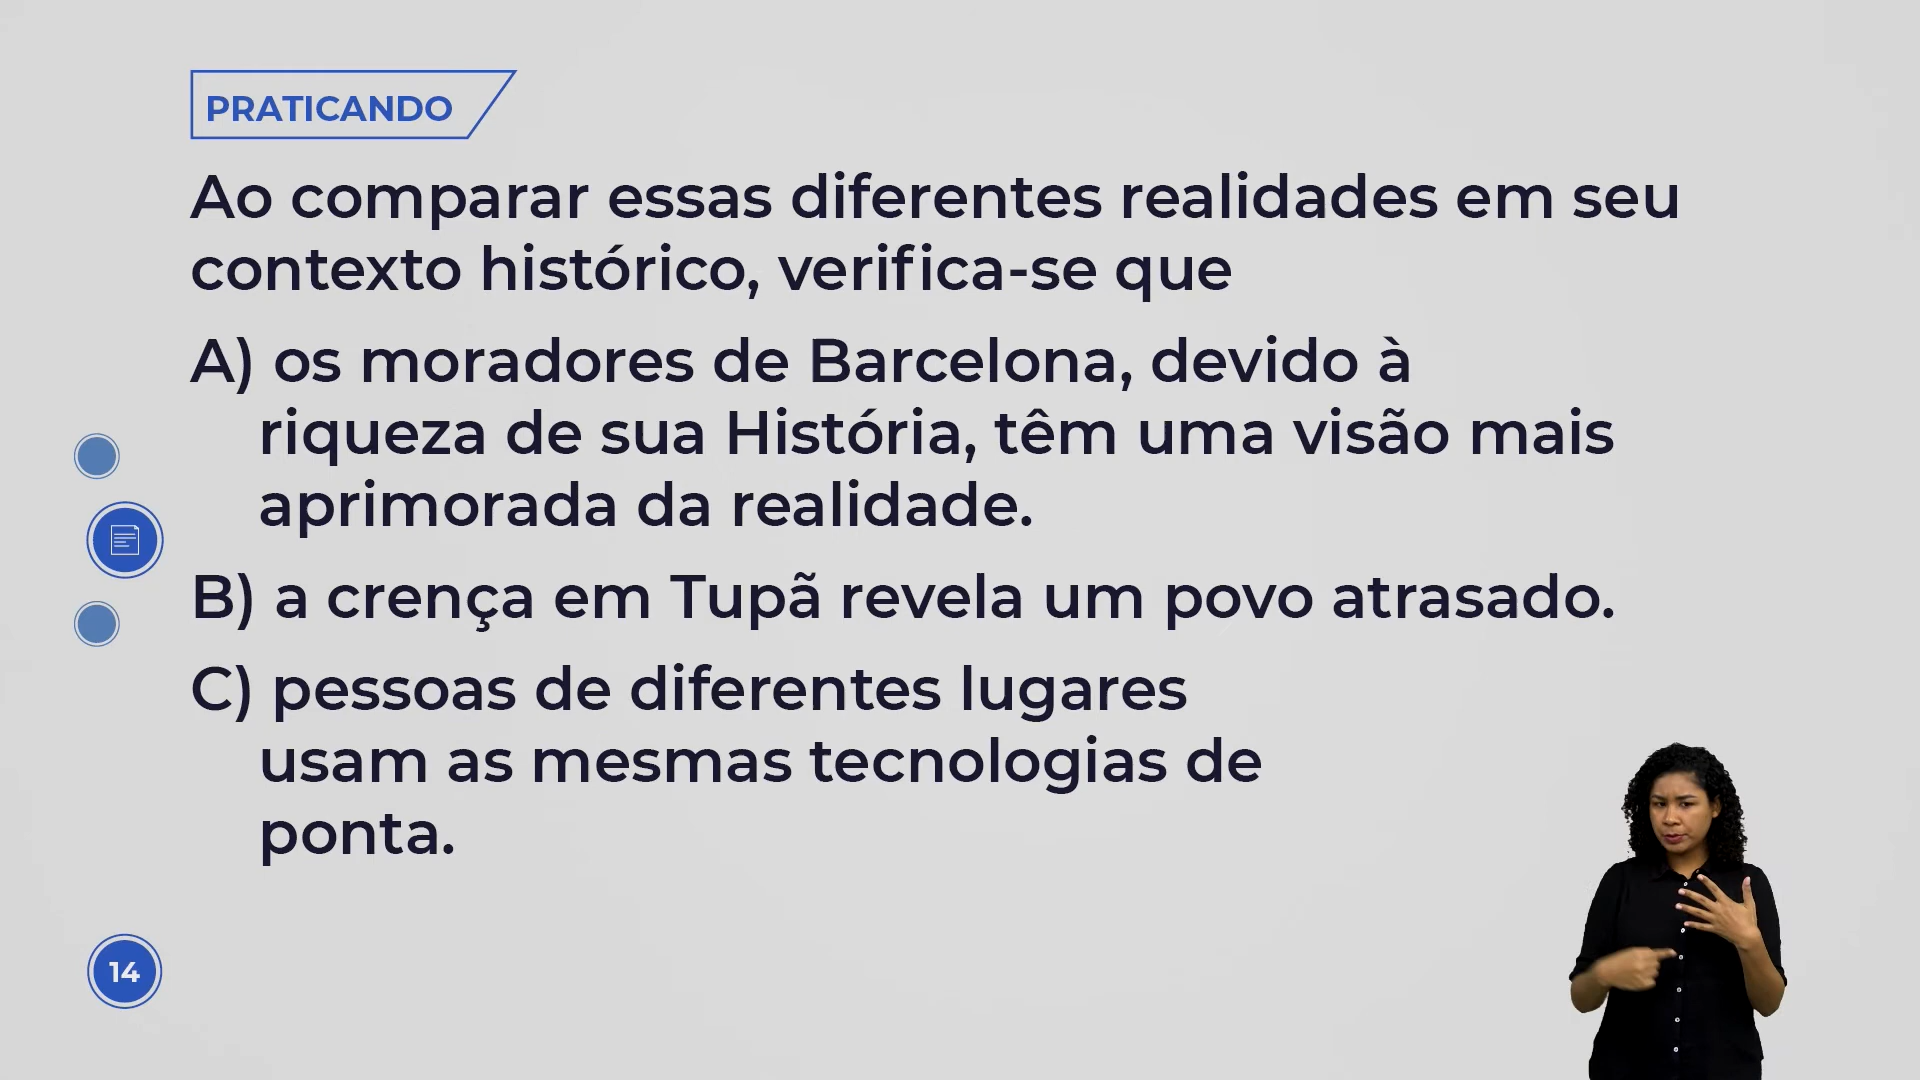 PRATICANDO
Ao comparar essas diferentes realidades em seu
contexto histórico, verifica-se que
A) os moradores de Barcelona, devido à
riqueza de sua História, têm uma visão mais
aprimorada da realidade.
B) a crença em Tupã revela um povo atrasado.
C) pessoas de diferentes lugares
usam as mesmas tecnologias de
ponta.
14